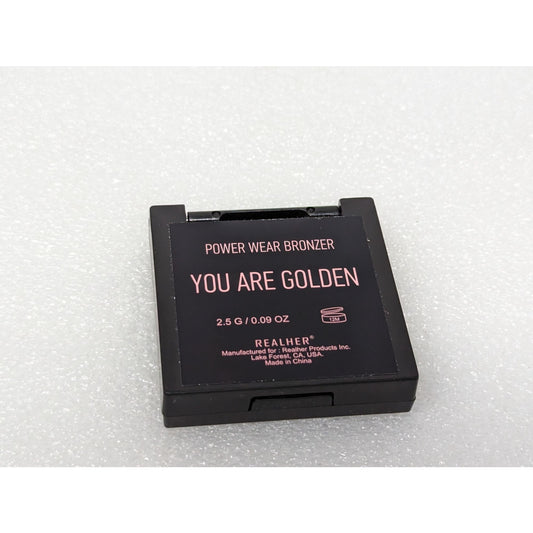 POWER WEAR BRONZER
YOU ARE GOLDEN
2.5 G / 0.09 OZ
12M
REALHER®
Manufactured for : Realher Products Inc.
Lake Forest, CA, USA.
Made in China